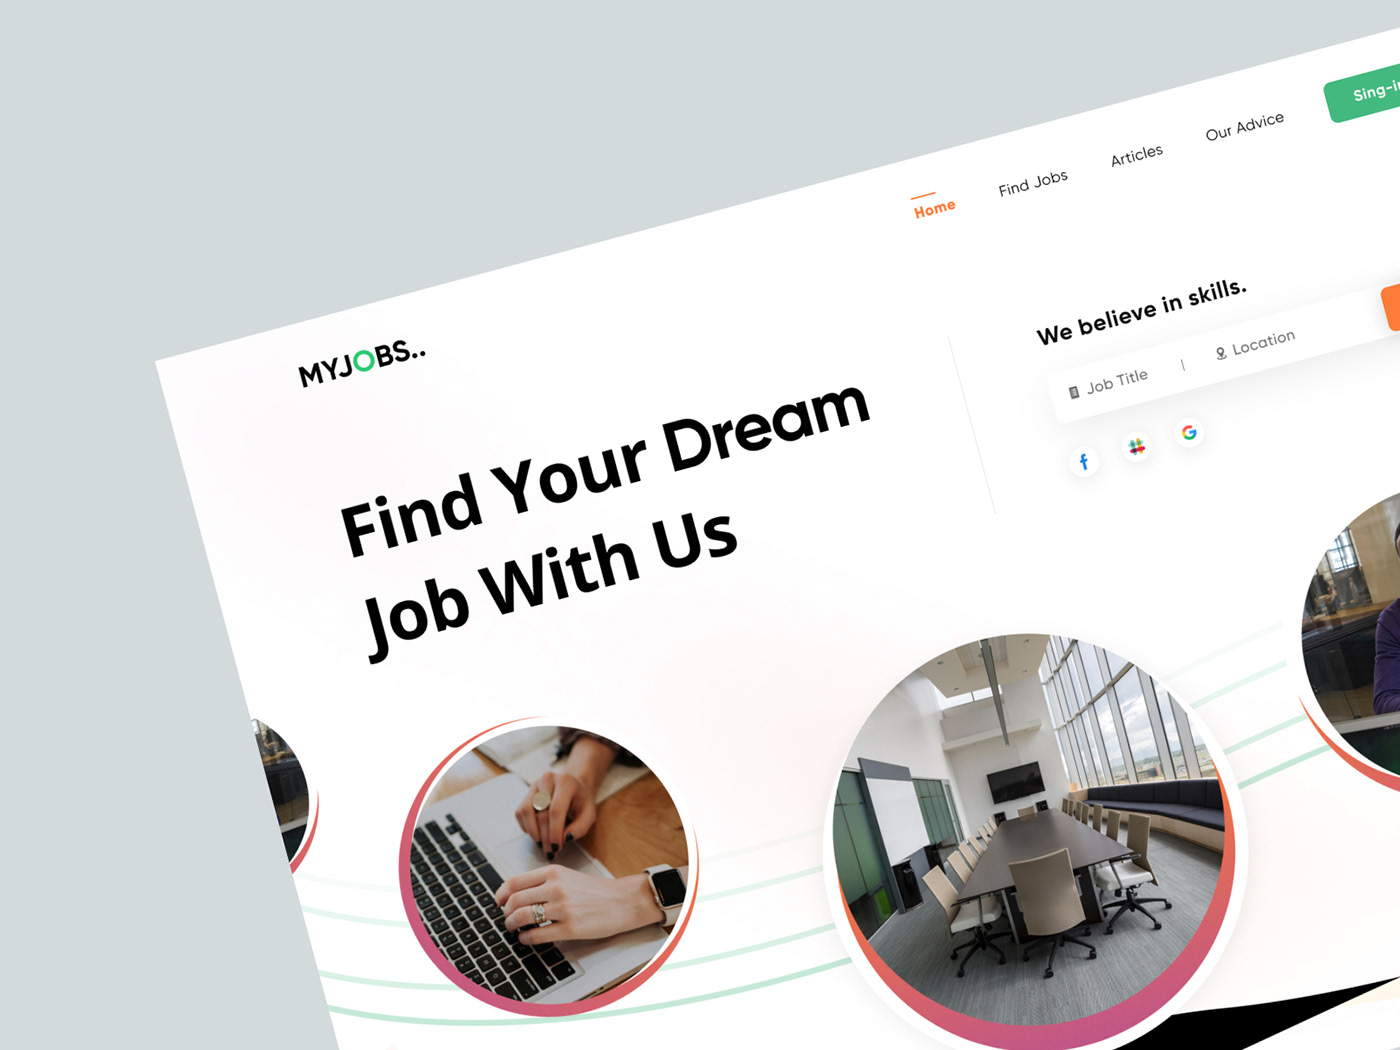 Home
Find Jobs
Articles
Our Advice
Sing-in
MYJOBS..
Find Your Dream
Job With Us
We believe in skills.
Job Title | Location